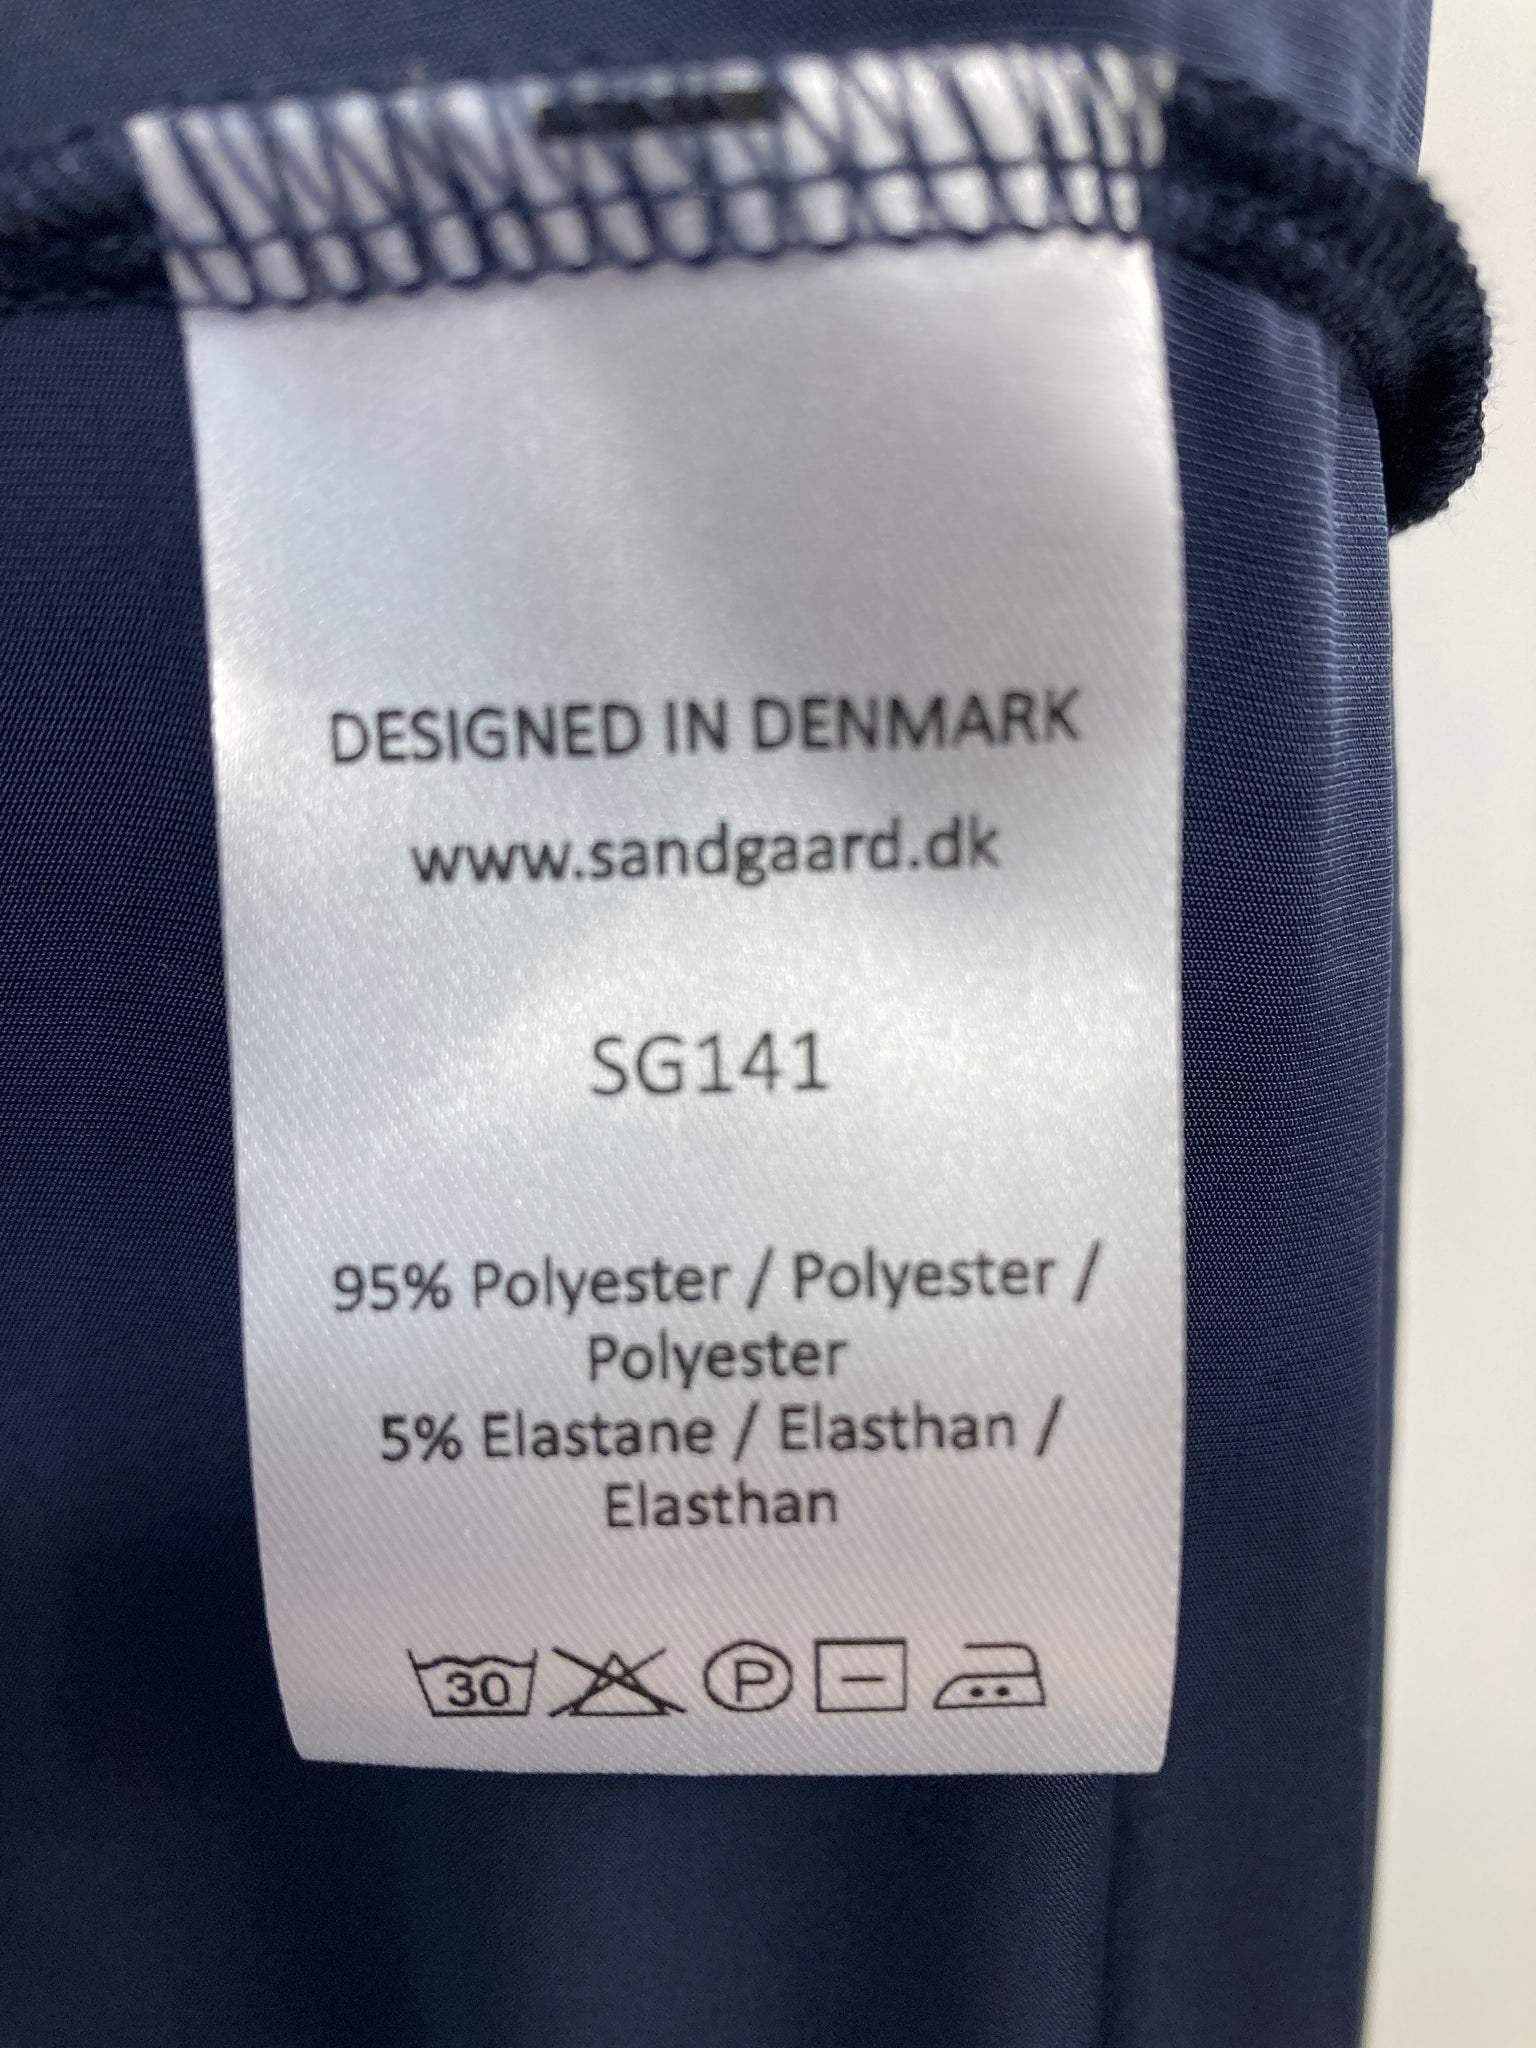 DESIGNED IN DENMARK
www.sandgaard.dk
SG141
95% Polyester / Polyester /
Polyester
5% Elastane / Elasthan /
Elasthan
30 P